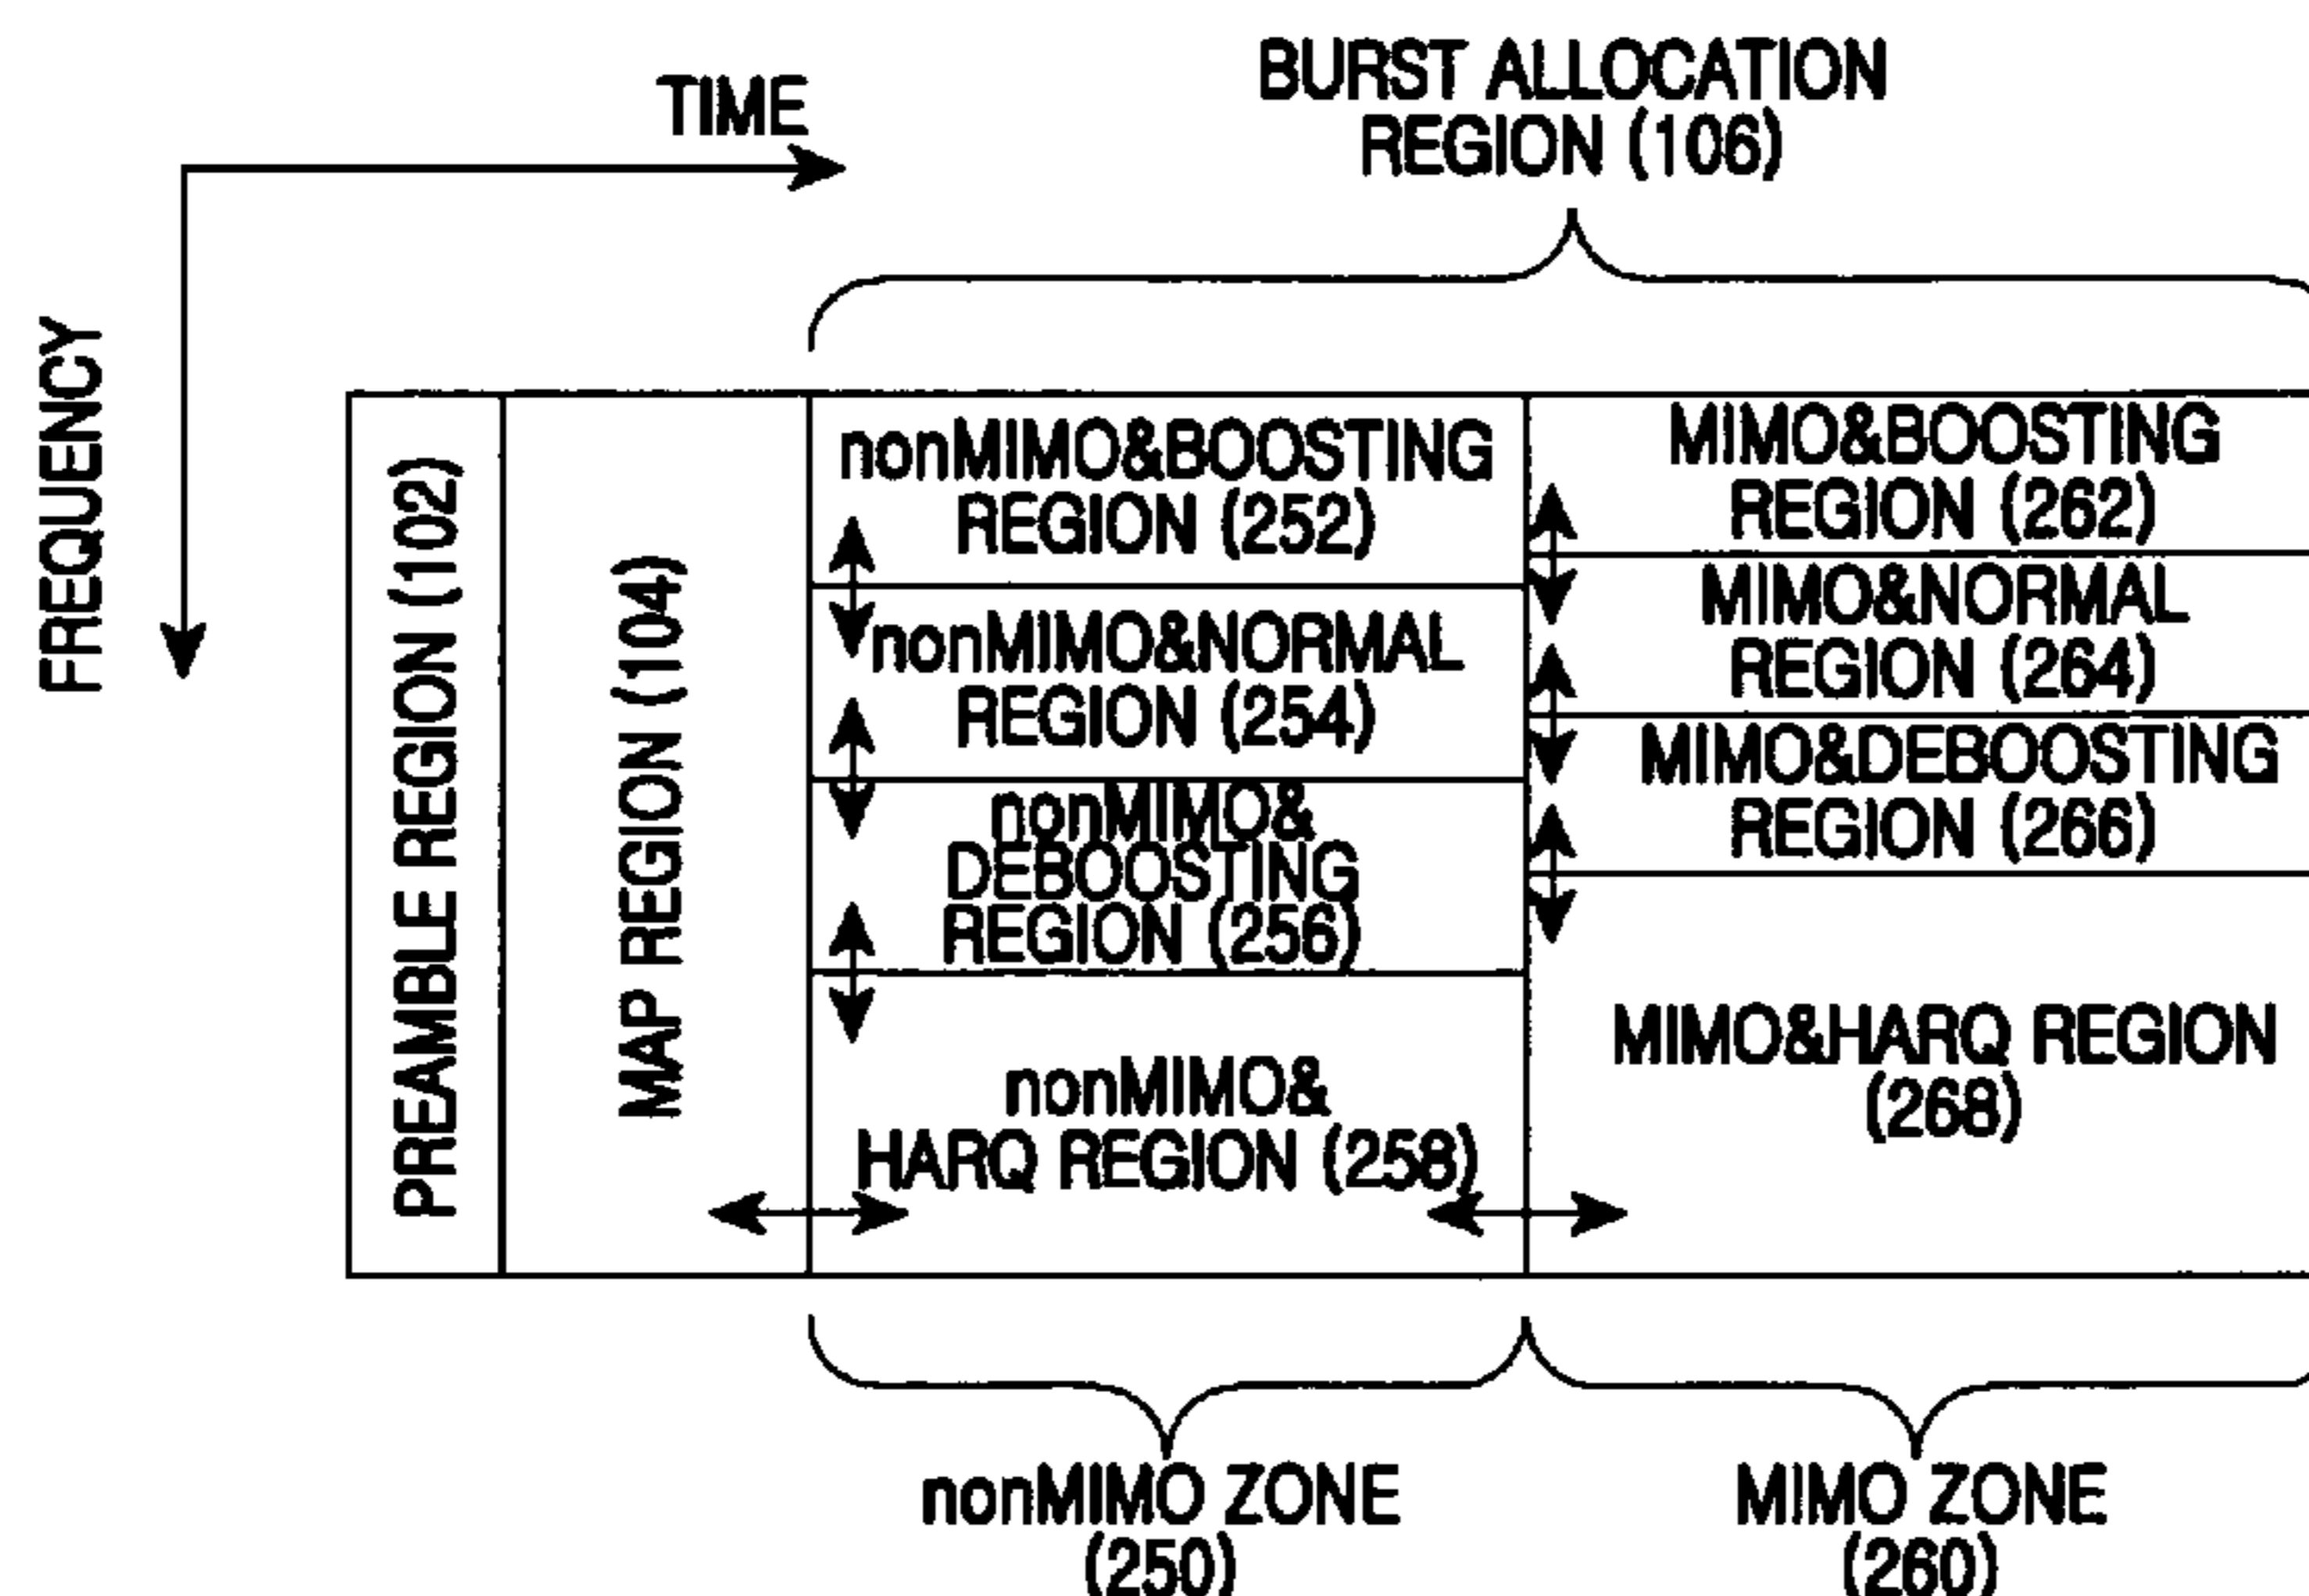 BURST ALLOCATION
REGION (106)
TIME
FREQUENCY
PREAMBLE REGION (102)
MAP REGION (104)
nonMIMO&BOOSTING
REGION (252)
nonMIMO&NORMAL
REGION (254)
nonMIMO&
DEBOOSTING
REGION (256)
nonMIMO&
HARQ REGION (258)
MIMO&BOOSTING
REGION (262)
MIMO&NORMAL
REGION (264)
MIMO&DEBOOSTING
REGION (266)
MIMO&HARQ REGION
(268)
nonMIMO ZONE
(250)
MIMO ZONE
(260)